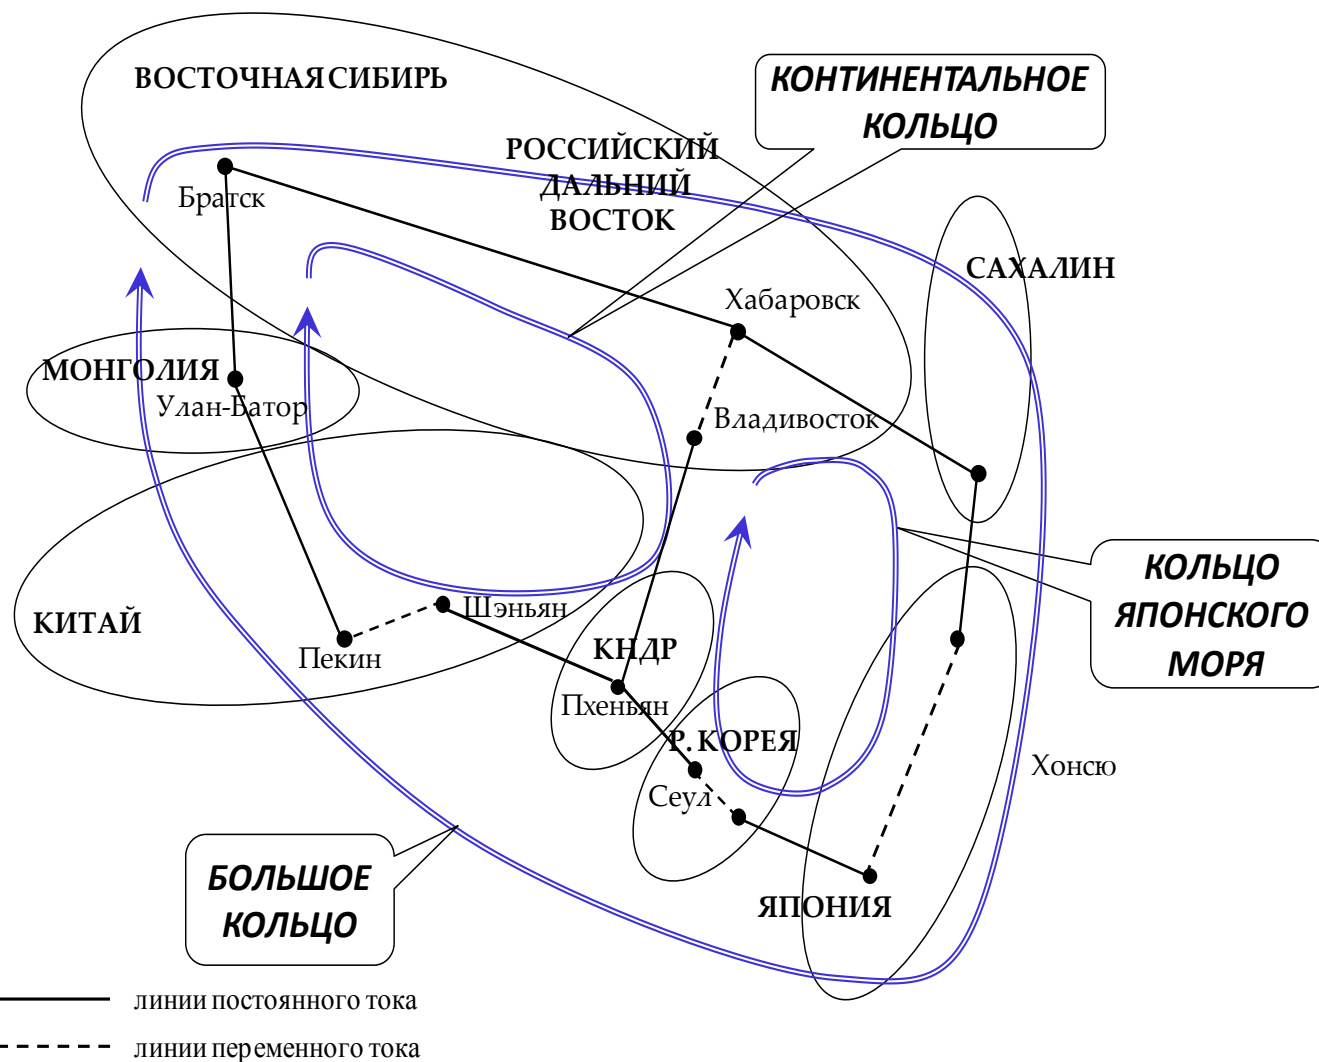 ВОСТОЧНАЯ СИБИРЬ
КОНТИНЕНТАЛЬНОЕ
КОЛЬЦО
РОССИЙСКИЙ
ДАЛЬНИЙ
ВОСТОК
Братск
САХАЛИН
Хабаровск
МОНГОЛИЯ
Улан-Батор
Владивосток
КОЛЬЦО
ЯПОНСКОГО
МОРЯ
Шэньян
КИТАЙ
Пекин
КНДР
Пхеньян
Р. КОРЕЯ
Сеул
Хонсю
БОЛЬШОЕ
КОЛЬЦО
ЯПОНИЯ
линии постоянного тока
линии переменного тока